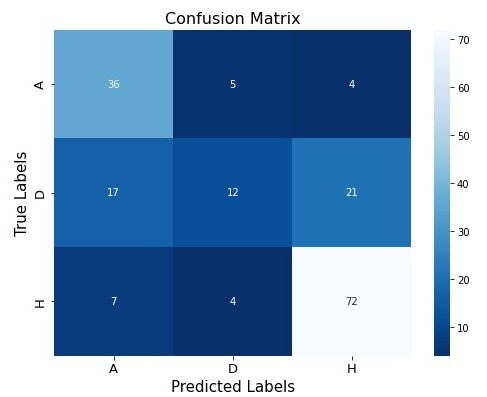 Confusion Matrix
True Labels
A
36
5
4
D
17
12
21
H
7
4
72
A
D
H
Predicted Labels
70
60
50
40
30
20
10